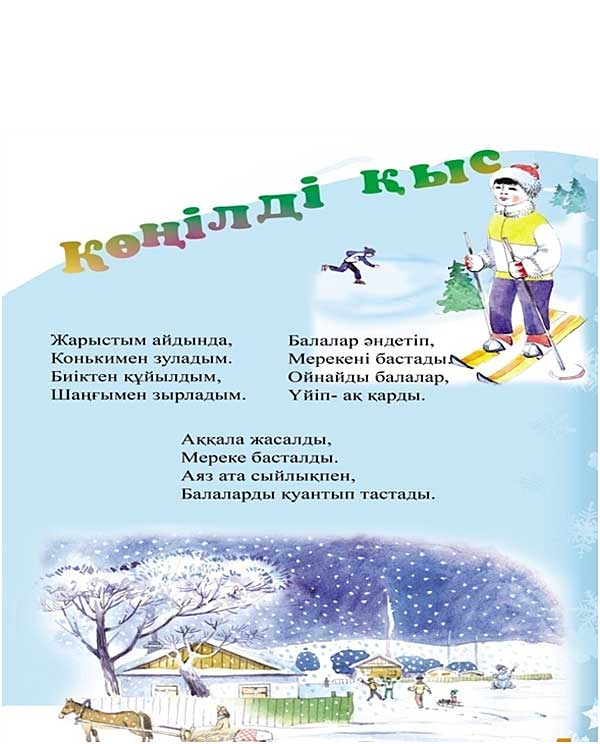 көңілді қыс
Жарыстым айдында,
Конькимен зуладым.
Биіктен құйылдым,
Шаңғымен зырладым.
Балалар әндетіп,
Мерекені бастады.
Ойнайды балалар,
Үйіп- ақ қарды.
Аққала жасалды,
Мереке басталды.
Аяз ата сыйлықпен,
Балаларды қуантып тастады.